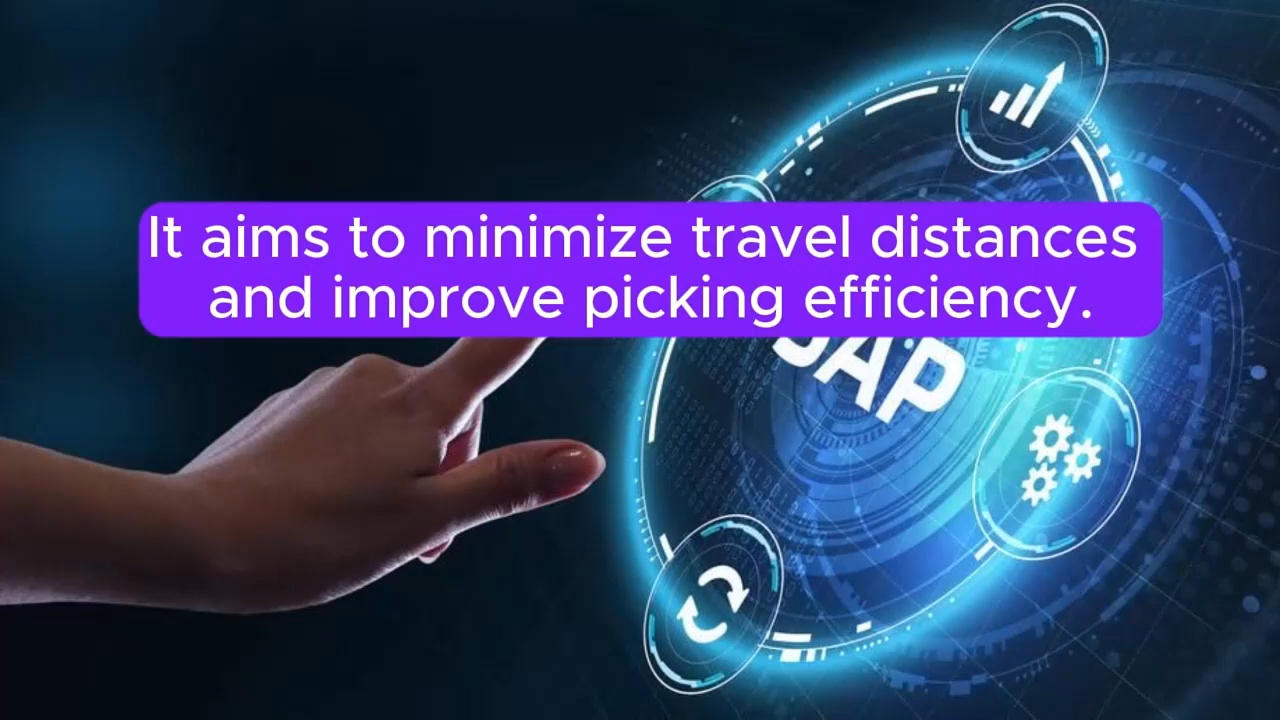 It aims to minimize travel distances
and improve picking efficiency.
SAP